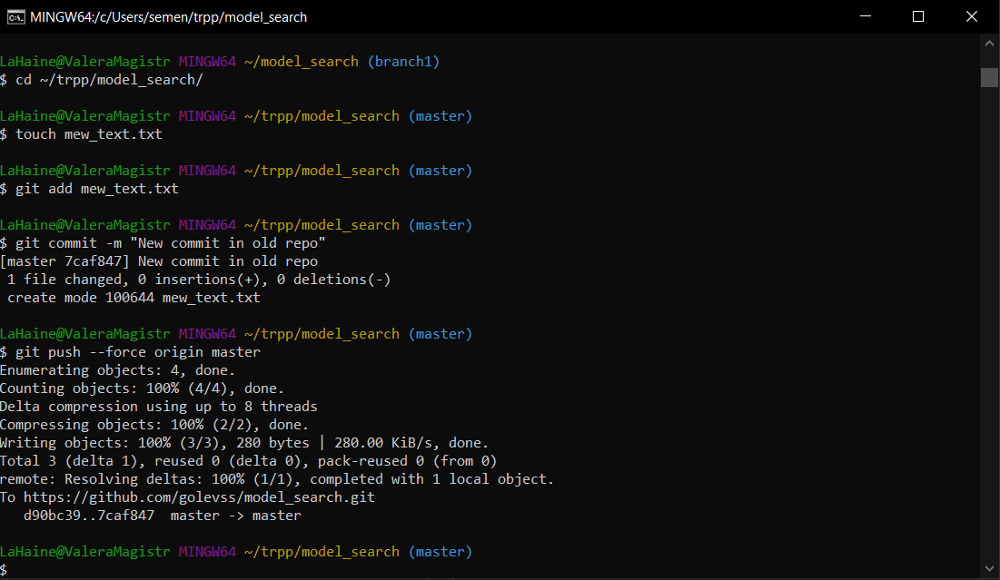 MINGW64:/c/Users/semen/trpp/model_search
LaHaine@ValeraMagistr MINGW64 ~/model_search (branch1)
$ cd ~/trpp/model_search/
LaHaine@ValeraMagistr MINGW64 ~/trpp/model_search (master)
$ touch mew_text.txt
LaHaine@ValeraMagistr MINGW64 ~/trpp/model_search (master)
$ git add mew_text.txt
LaHaine@ValeraMagistr MINGW64 ~/trpp/model_search (master)
$ git commit -m "New commit in old repo"
[master 7caf847] New commit in old repo
 1 file changed, 0 insertions(+), 0 deletions(-)
 create mode 100644 mew_text.txt
LaHaine@ValeraMagistr MINGW64 ~/trpp/model_search (master)
$ git push --force origin master
Enumerating objects: 4, done.
Counting objects: 100% (4/4), done.
Delta compression using up to 8 threads
Compressing objects: 100% (2/2), done.
Writing objects: 100% (3/3), 280 bytes | 280.00 KiB/s, done.
Total 3 (delta 1), reused 0 (delta 0), pack-reused 0 (from 0)
remote: Resolving deltas: 100% (1/1), completed with 1 local object.
To https://github.com/golevss/model_search.git
   d90bc39..7caf847  master -> master
LaHaine@ValeraMagistr MINGW64 ~/trpp/model_search (master)
$